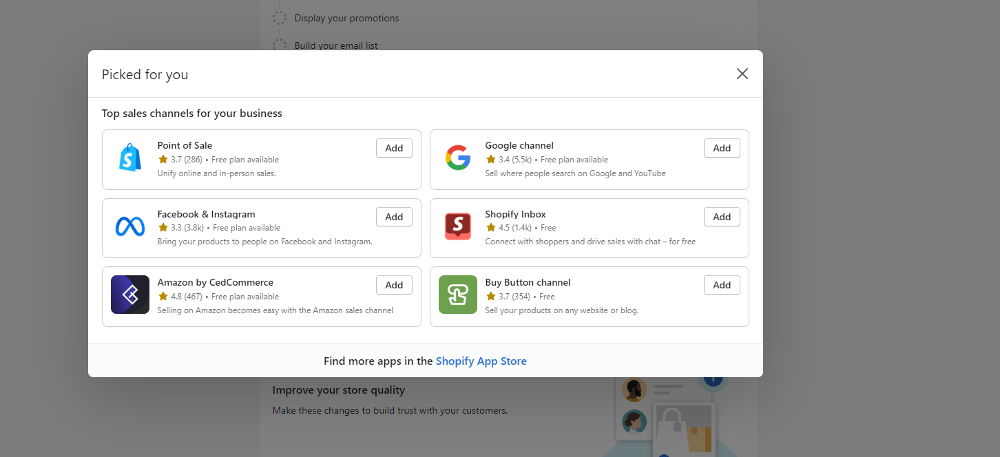 Display your promotions
Build your email list
Picked for you
Top sales channels for your business
Point of Sale
Add
3.7 (286) • Free plan available
Unify online and in-person sales.
Google channel
Add
3.4 (5.5k) • Free plan available
Sell where people search on Google and YouTube
Facebook & Instagram
Add
3.3 (3.8k) • Free plan available
Bring your products to people on Facebook and Instagram.
Shopify Inbox
Add
4.5 (1.4k) • Free
Connect with shoppers and drive sales with chat – for free
Amazon by CedCommerce
Add
4.8 (467) • Free plan available
Selling on Amazon becomes easy with the Amazon sales channel
Buy Button channel
Add
3.7 (354) • Free
Sell your products on any website or blog.
Find more apps in the Shopify App Store
Improve your store quality
Make these changes to build trust with your customers.